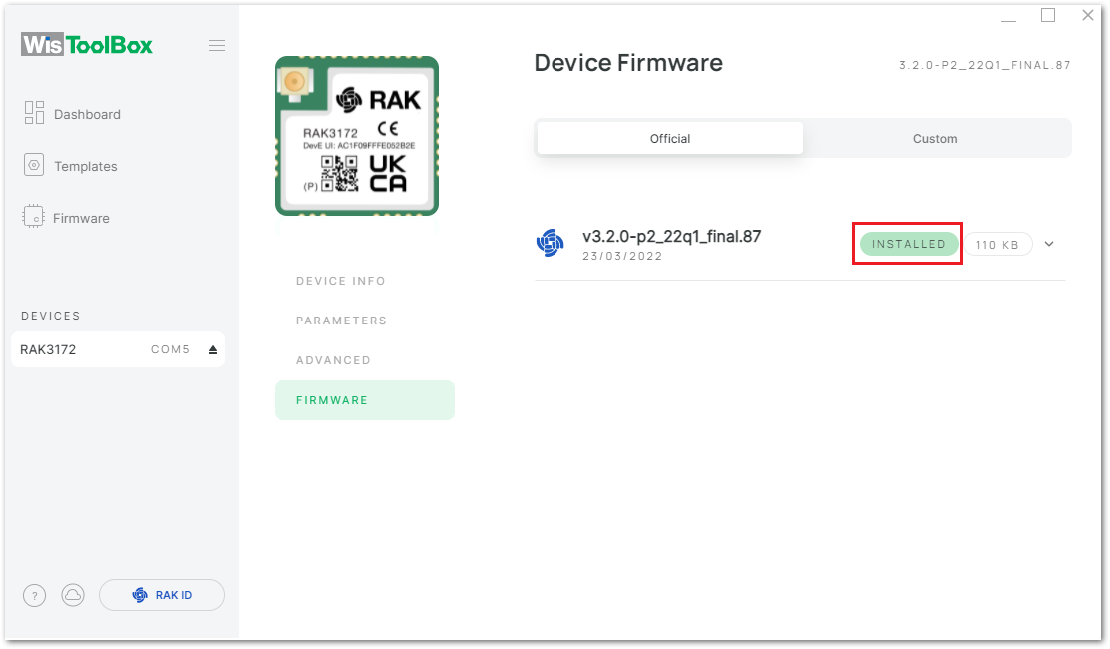 WisToolBox
Dashboard
Templates
Firmware
DEVICES
RAK3172 COM5
?
RAK ID
RAK
RAK3172 CE
DevE UI: AC1F09FFFE052B2E
(P) UK
CA
DEVICE INFO
PARAMETERS
ADVANCED
FIRMWARE
Device Firmware 3.2.0-P2_22Q1_FINAL.87
Official Custom
v3.2.0-p2_22q1_final.87
23/03/2022
INSTALLED 110 KB